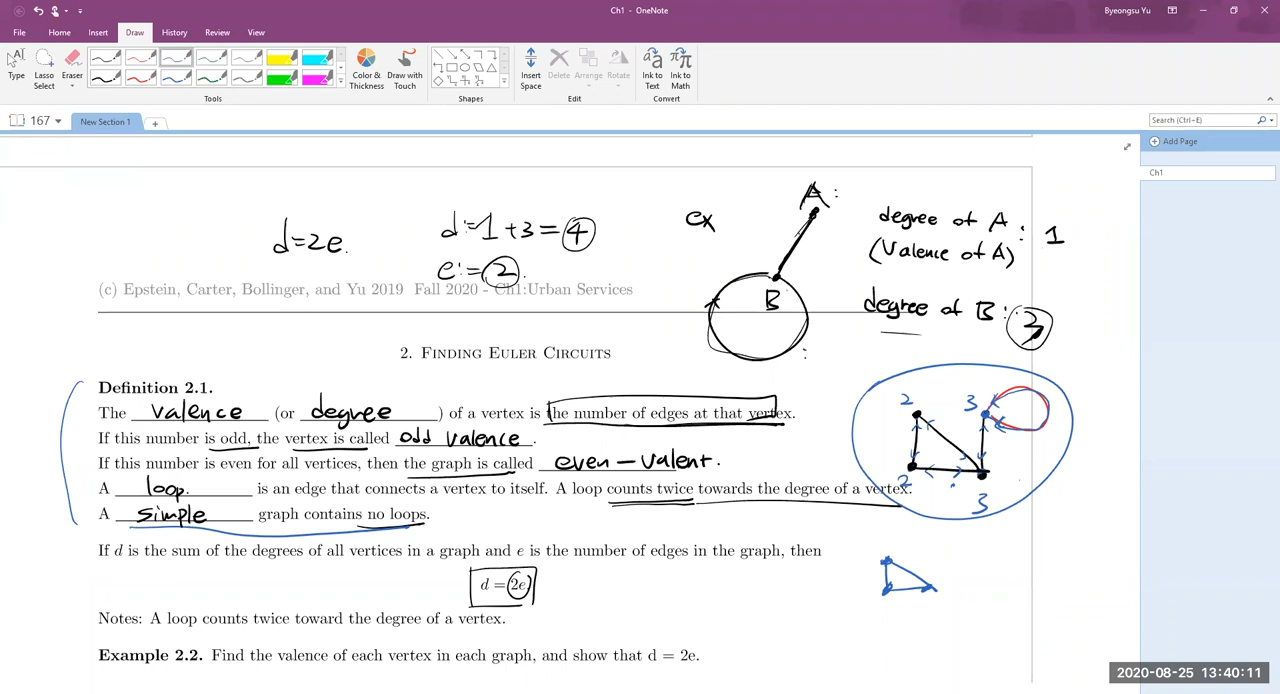 Ch1 - OneNote
Byeongsu Yu
File Home Insert Draw History Review View
Type
Lasso Select
Eraser
Color & Thickness
Draw with Touch
Insert Space
Delete
Arrange
Rotate
Ink to Text
Ink to Math
Tools
Shapes
Edit
Convert
167
New Section 1
Search (Ctrl+E)
Add Page
Ch1
d=2e.
d:=1+3=4
e:=2.
ex
A:
B
degree of A
(Valence of A)
: 1
degree of B: 3
(c) Epstein, Carter, Bollinger, and Yu 2019 Fall 2020 - Ch1:Urban Services
2. Finding Euler Circuits
Definition 2.1.
The valence (or degree) of a vertex is the number of edges at that vertex.
If this number is odd, the vertex is called odd valence.
If this number is even for all vertices, then the graph is called even-valent.
A loop. is an edge that connects a vertex to itself. A loop counts twice towards the degree of a vertex.
A simple graph contains no loops.
2
3
2
3
If d is the sum of the degrees of all vertices in a graph and e is the number of edges in the graph, then
d = 2e
Notes: A loop counts twice toward the degree of a vertex.
Example 2.2. Find the valence of each vertex in each graph, and show that d = 2e.
2020-08-25 13:40:11